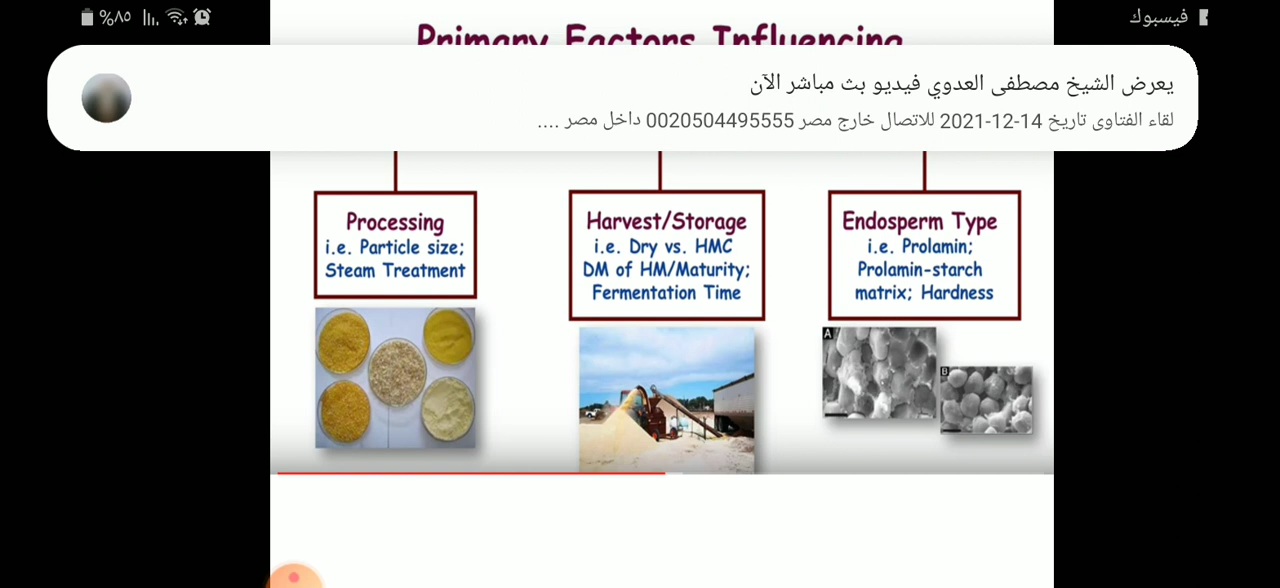 %٨٥
فيسبوك
Primary Factors Influencing
يعرض الشيخ مصطفى العدوي فيديو بث مباشر الآن
لقاء الفتاوى تاريخ 14-12-2021 للاتصال خارج مصر 0020504495555 داخل مصر ....
Processing
i.e. Particle size;
Steam Treatment
Harvest/Storage
i.e. Dry vs. HMC
DM of HM/Maturity;
Fermentation Time
Endosperm Type
i.e. Prolamin;
Prolamin-starch
matrix; Hardness
A
B